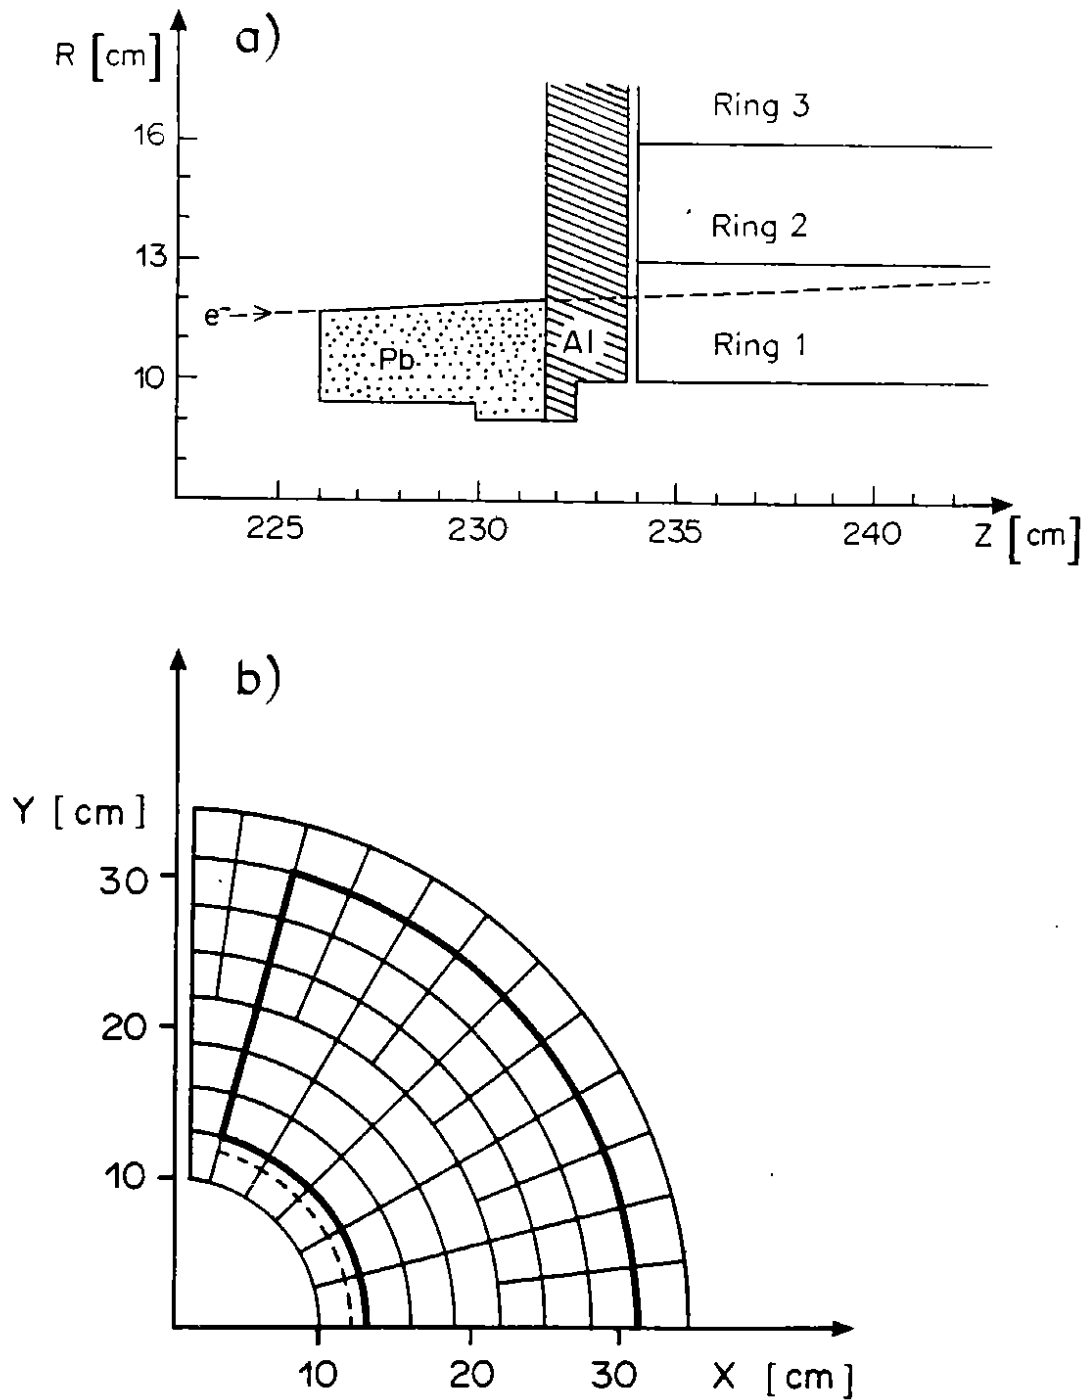 a)
R [cm]
Ring 3
16
Ring 2
13
e⁻
Al
Ring 1
Pb
10
225 230 235 240 Z [cm]
b)
Y [cm]
30
20
10
10 20 30 X [cm]